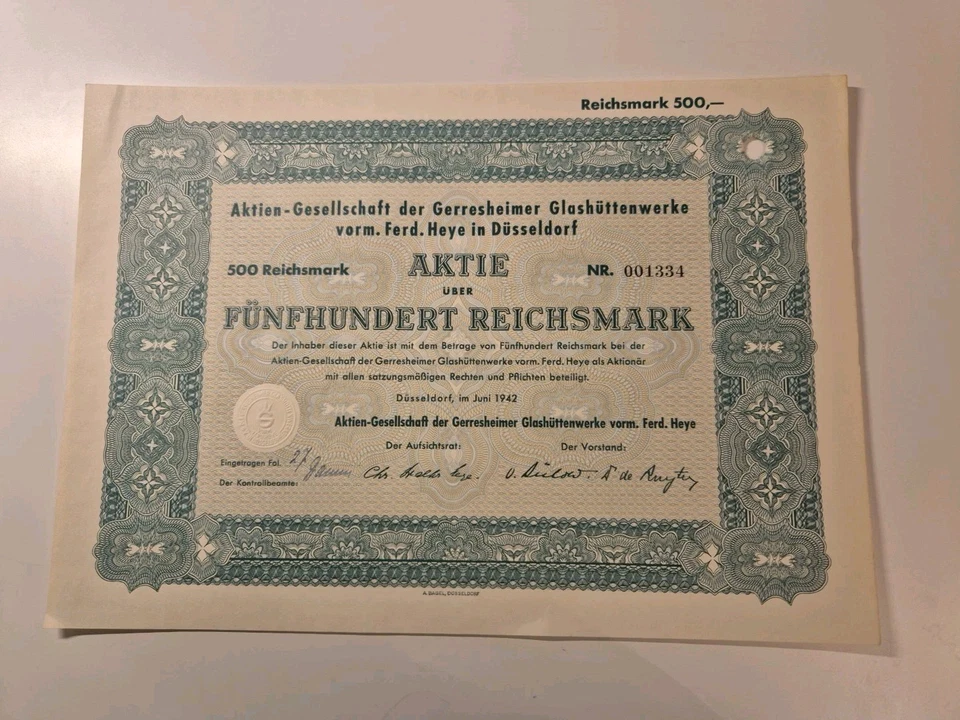 Reichsmark 500,—
Aktien-Gesellschaft der Gerresheimer Glashüttenwerke
vorm. Ferd. Heye in Düsseldorf
500 Reichsmark AKTIE NR. 001334
ÜBER
FÜNFHUNDERT REICHSMARK
Der Inhaber dieser Aktie ist mit dem Betrage von Fünfhundert Reichsmark bei der
Aktien-Gesellschaft der Gerresheimer Glashüttenwerke vorm. Ferd. Heye als Aktionär
mit allen satzungsmäßigen Rechten und Pflichten beteiligt.
Düsseldorf, im Juni 1942
Aktien-Gesellschaft der Gerresheimer Glashüttenwerke vorm. Ferd. Heye
Der Aufsichtsrat: Der Vorstand:
Eingetragen Fol. 27
Der Kontrollbeamte:
A. BAGEL, DÜSSELDORF